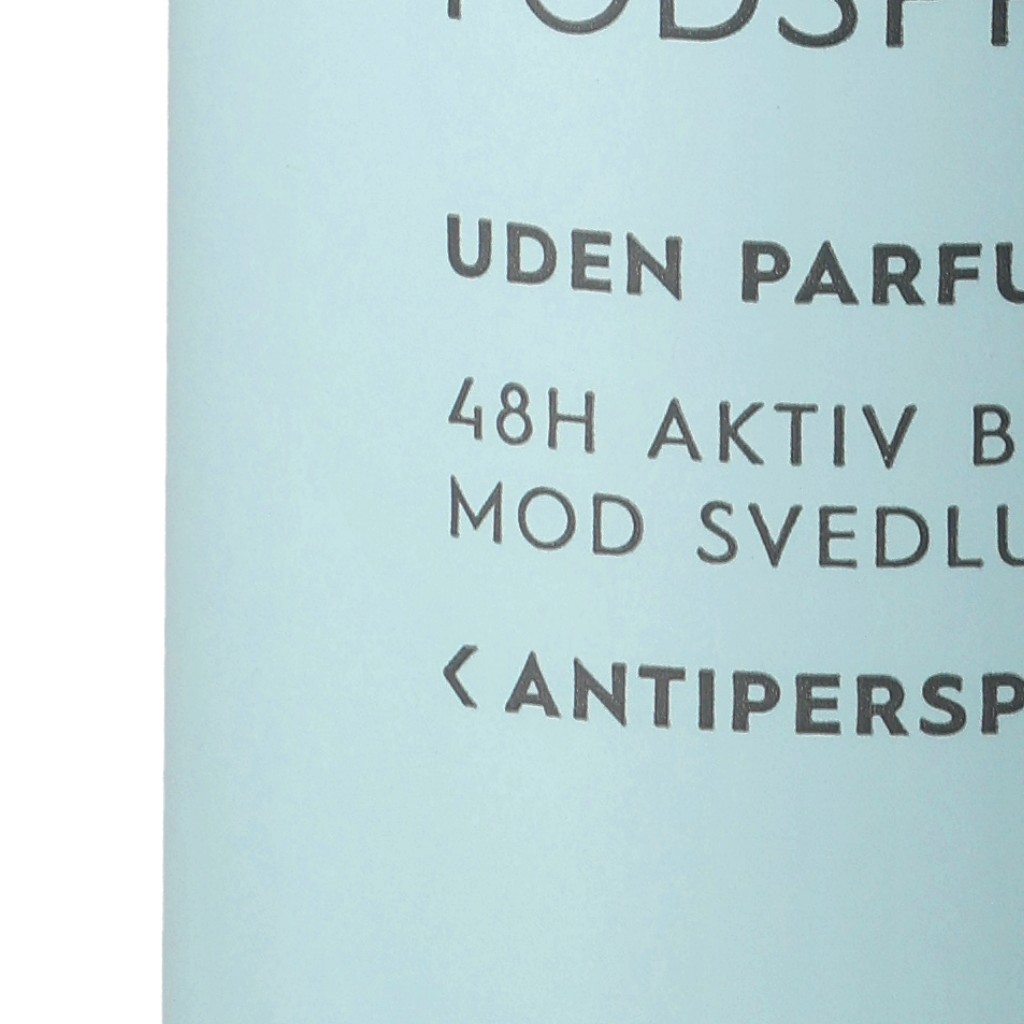 UDEN PARFU
48H AKTIV B
MOD SVEDLU
‹ANTIPERSP